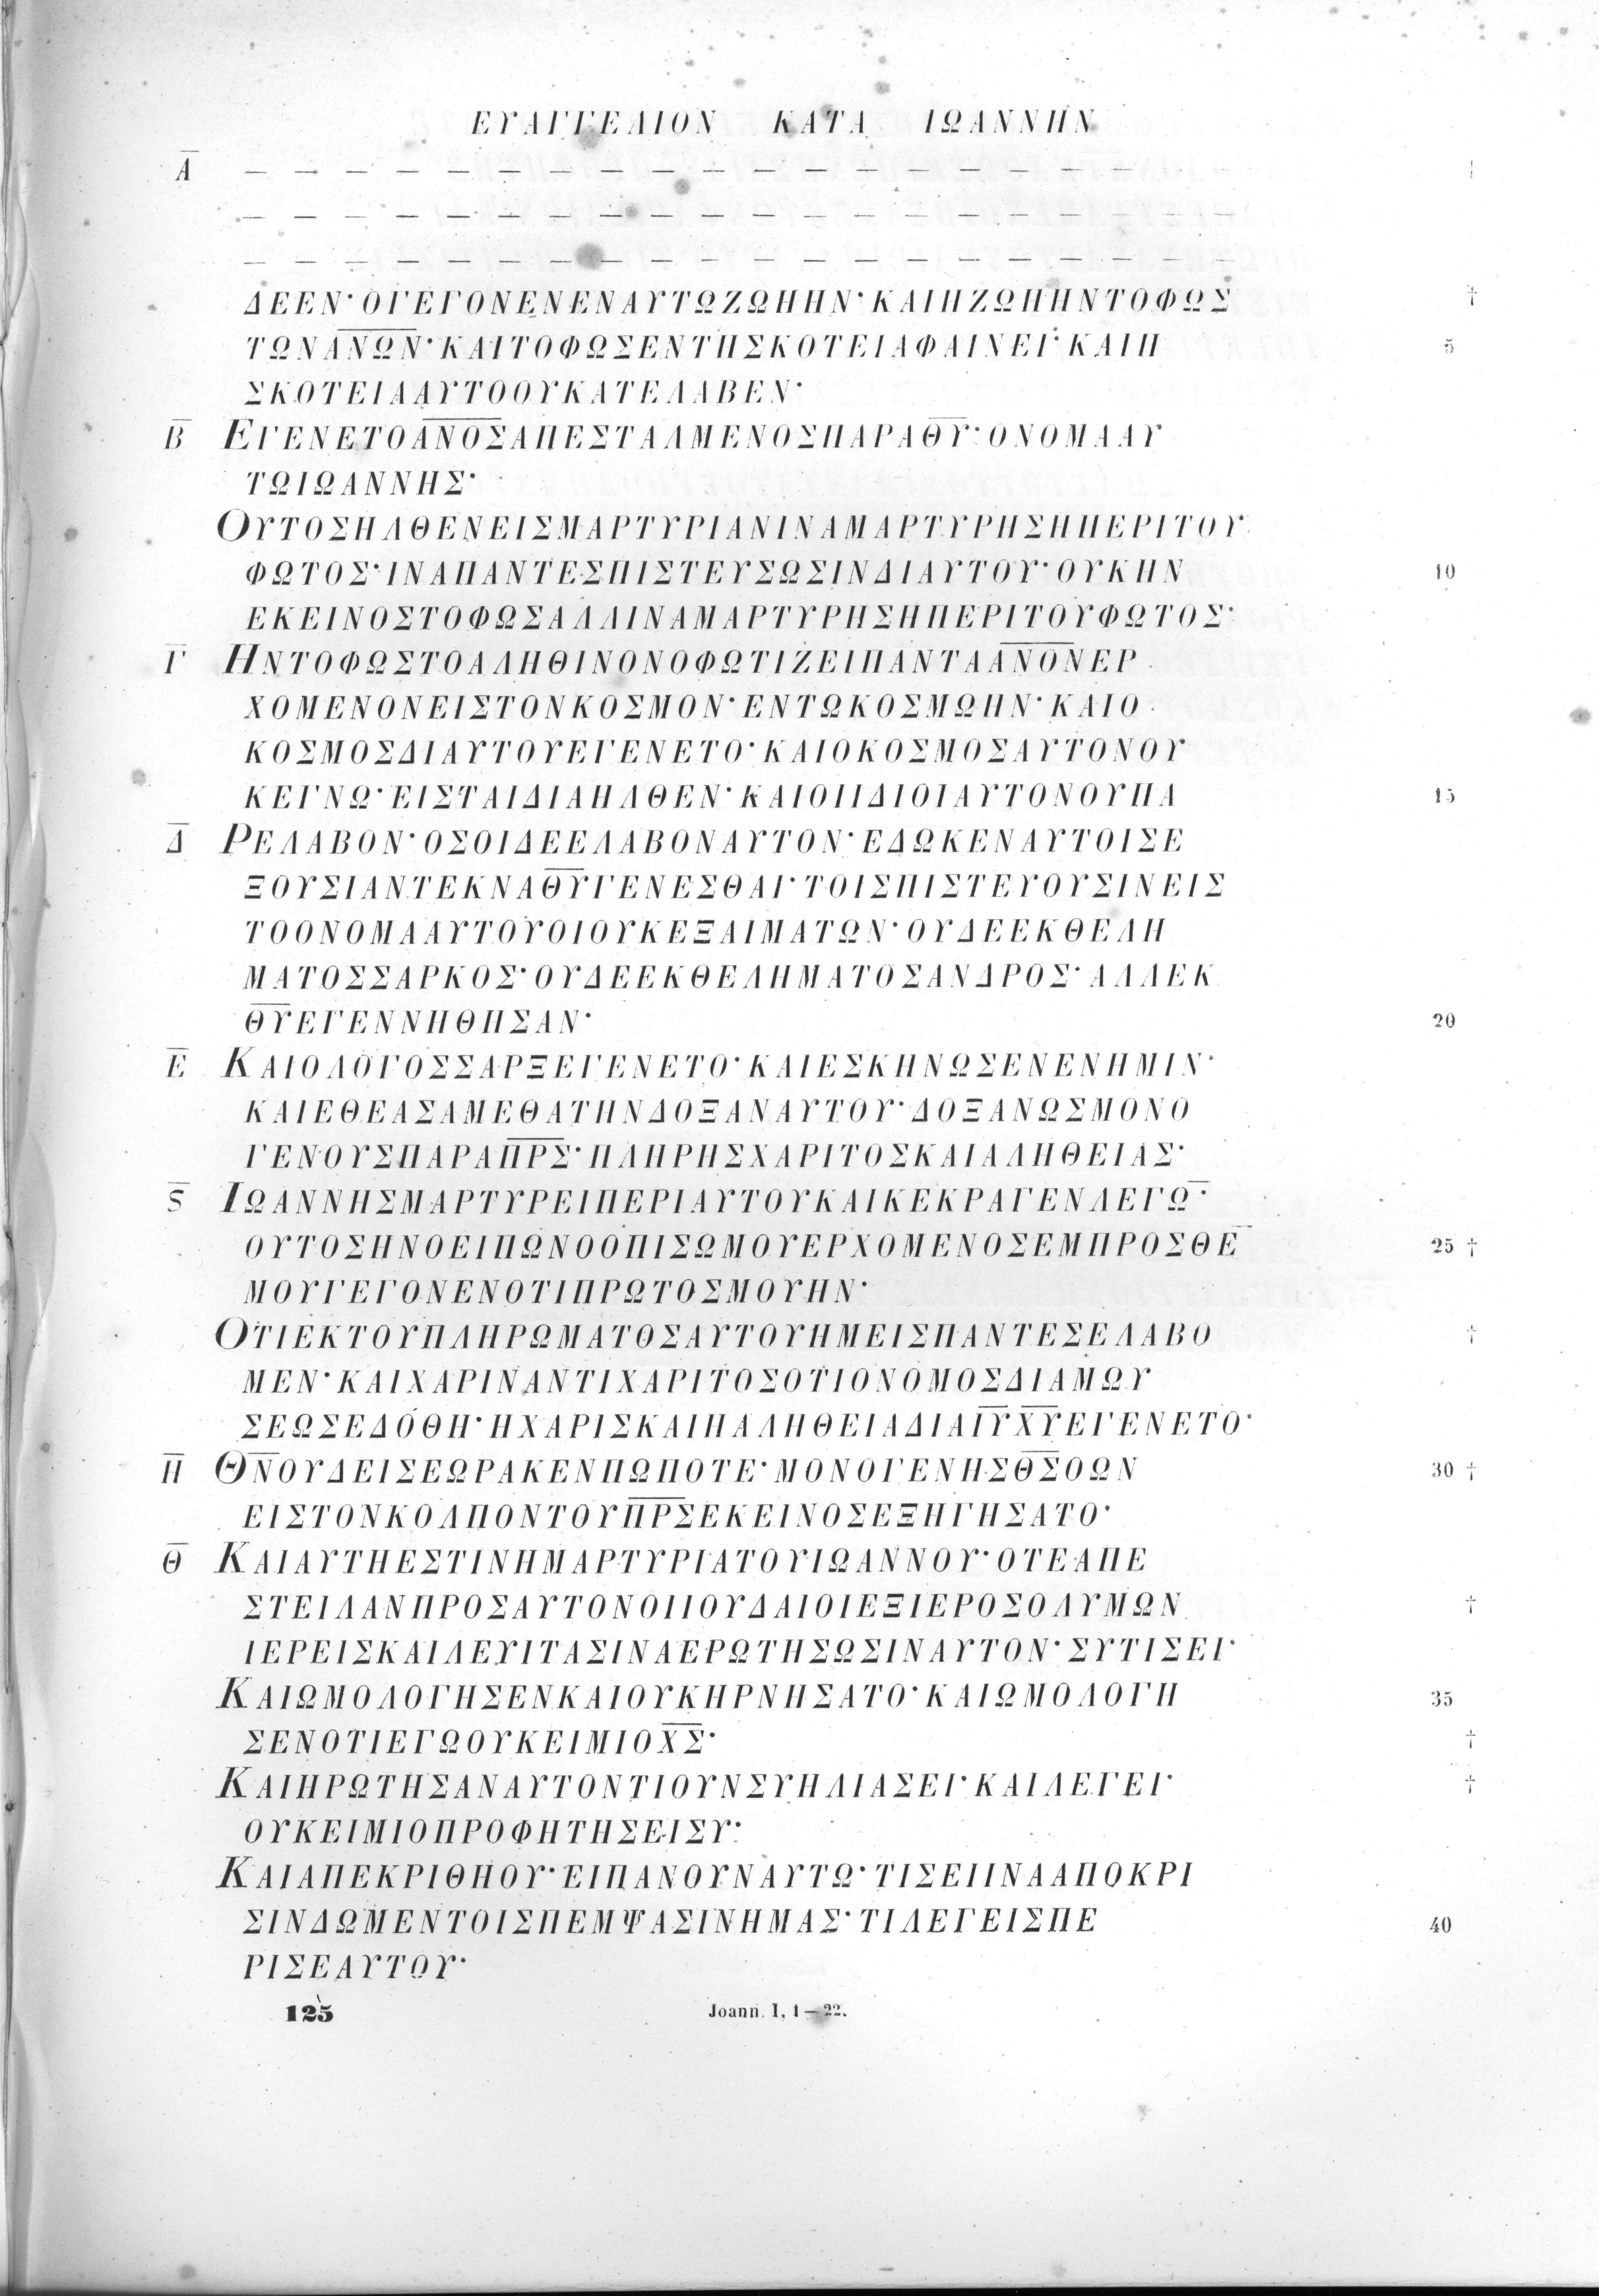 ΕΥΑΓΓΕΛΙΟΝ ΚΑΤΑ ΙΩΑΝΝΗΝ
Α̅ — — — — — — — — — — — — — — — — — — 1
— — — — — — — — — — — — — — — — — — — —
— — — — — — — — — — — — — — — — — — — —
ΔΕΕΝ· ΟΓΕΓΟΝΕΝΕΝΑΥΤΩΖΩΗΗΝ· ΚΑΙΗΖΩΗΗΝΤΟΦΩΣ †
ΤΩΝΑ̅Ν̅Ω̅Ν̅· ΚΑΙΤΟΦΩΣΕΝΤΗΣΚΟΤΕΙΑΦΑΙΝΕΙ· ΚΑΙΗ 5
ΣΚΟΤΕΙΑΑΥΤΟΟΥΚΑΤΕΛΑΒΕΝ·
Β̅ ΕΓΕΝΕΤΟΑ̅Ν̅Ο̅Σ̅ΑΠΕΣΤΑΛΜΕΝΟΣΠΑΡΑΘ̅Υ̅· ΟΝΟΜΑΑΥ
ΤΩΙΩΑΝΝΗΣ·
ΟΥΤΟΣΗΛΘΕΝΕΙΣΜΑΡΤΥΡΙΑΝΙΝΑΜΑΡΤΥΡΗΣΗΠΕΡΙΤΟΥ
ΦΩΤΟΣ· ΙΝΑΠΑΝΤΕΣΠΙΣΤΕΥΣΩΣΙΝΔΙΑΥΤΟΥ· ΟΥΚΗΝ 10
ΕΚΕΙΝΟΣΤΟΦΩΣΑΛΛΙΝΑΜΑΡΤΥΡΗΣΗΠΕΡΙΤΟΥΦΩΤΟΣ·
Γ̅ ΗΝΤΟΦΩΣΤΟΑΛΗΘΙΝΟΝΟΦΩΤΙΖΕΙΠΑΝΤΑΑ̅Ν̅Ο̅Ν̅ΕΡ
ΧΟΜΕΝΟΝΕΙΣΤΟΝΚΟΣΜΟΝ· ΕΝΤΩΚΟΣΜΩΗΝ· ΚΑΙΟ
ΚΟΣΜΟΣΔΙΑΥΤΟΥΕΓΕΝΕΤΟ· ΚΑΙΟΚΟΣΜΟΣΑΥΤΟΝΟΥ
ΚΕΓΝΩ· ΕΙΣΤΑΙΔΙΑΗΛΘΕΝ· ΚΑΙΟΙΙΔΙΟΙΑΥΤΟΝΟΥΠΑ 15
Δ̅ ΡΕΛΑΒΟΝ· ΟΣΟΙΔΕΕΛΑΒΟΝΑΥΤΟΝ· ΕΔΩΚΕΝΑΥΤΟΙΣΕ
ΞΟΥΣΙΑΝΤΕΚΝΑΘ̅Υ̅ΓΕΝΕΣΘΑΙ· ΤΟΙΣΠΙΣΤΕΥΟΥΣΙΝΕΙΣ
ΤΟΟΝΟΜΑΑΥΤΟΥΟΙΟΥΚΕΞΑΙΜΑΤΩΝ· ΟΥΔΕΕΚΘΕΛΗ
ΜΑΤΟΣΣΑΡΚΟΣ· ΟΥΔΕΕΚΘΕΛΗΜΑΤΟΣΑΝΔΡΟΣ· ΑΛΛΕΚ
Θ̅Υ̅ΕΓΕΝΝΗΘΗΣΑΝ· 20
Ε̅ ΚΑΙΟΛΟΓΟΣΣΑΡΞΕΓΕΝΕΤΟ· ΚΑΙΕΣΚΗΝΩΣΕΝΕΝΗΜΙΝ·
ΚΑΙΕΘΕΑΣΑΜΕΘΑΤΗΝΔΟΞΑΝΑΥΤΟΥ· ΔΟΞΑΝΩΣΜΟΝΟ
ΓΕΝΟΥΣΠΑΡΑΠ̅Ρ̅Σ̅· ΠΛΗΡΗΣΧΑΡΙΤΟΣΚΑΙΑΛΗΘΕΙΑΣ·
S̅ ΙΩΑΝΝΗΣΜΑΡΤΥΡΕΙΠΕΡΙΑΥΤΟΥΚΑΙΚΕΚΡΑΓΕΝΛΕΓΩ̅·
ΟΥΤΟΣΗΝΟΕΙΠΩΝΟΟΠΙΣΩΜΟΥΕΡΧΟΜΕΝΟΣΕΜΠΡΟΣΘΕ̅ 25 †
ΜΟΥΓΕΓΟΝΕΝΟΤΙΠΡΩΤΟΣΜΟΥΗΝ·
ΟΤΙΕΚΤΟΥΠΛΗΡΩΜΑΤΟΣΑΥΤΟΥΗΜΕΙΣΠΑΝΤΕΣΕΛΑΒΟ †
ΜΕΝ· ΚΑΙΧΑΡΙΝΑΝΤΙΧΑΡΙΤΟΣΟΤΙΟΝΟΜΟΣΔΙΑΜΩΥ
ΣΕΩΣΕΔΟΘΗ· ΗΧΑΡΙΣΚΑΙΗΑΛΗΘΕΙΑΔΙΑΙ̅Υ̅Χ̅Υ̅ΕΓΕΝΕΤΟ·
Η̅ Θ̅Ν̅ΟΥΔΕΙΣΕΩΡΑΚΕΝΠΩΠΟΤΕ· ΜΟΝΟΓΕΝΗΣΘ̅Σ̅ΟΩΝ 30 †
ΕΙΣΤΟΝΚΟΛΠΟΝΤΟΥΠ̅Ρ̅Σ̅ΕΚΕΙΝΟΣΕΞΗΓΗΣΑΤΟ·
Θ̅ ΚΑΙΑΥΤΗΕΣΤΙΝΗΜΑΡΤΥΡΙΑΤΟΥΙΩΑΝΝΟΥ· ΟΤΕΑΠΕ
ΣΤΕΙΛΑΝΠΡΟΣΑΥΤΟΝΟΙΙΟΥΔΑΙΟΙΕΞΙΕΡΟΣΟΛΥΜΩΝ †
ΙΕΡΕΙΣΚΑΙΛΕΥΙΤΑΣΙΝΑΕΡΩΤΗΣΩΣΙΝΑΥΤΟΝ· ΣΥΤΙΣΕΙ·
ΚΑΙΩΜΟΛΟΓΗΣΕΝΚΑΙΟΥΚΗΡΝΗΣΑΤΟ· ΚΑΙΩΜΟΛΟΓΗ 35
ΣΕΝΟΤΙΕΓΩΟΥΚΕΙΜΙΟΧ̅Σ̅· †
ΚΑΙΗΡΩΤΗΣΑΝΑΥΤΟΝΤΙΟΥΝΣΥΗΛΙΑΣΕΙ· ΚΑΙΛΕΓΕΙ· †
ΟΥΚΕΙΜΙΟΠΡΟΦΗΤΗΣΕΙΣΥ·
ΚΑΙΑΠΕΚΡΙΘΗΟΥ· ΕΙΠΑΝΟΥΝΑΥΤΩ· ΤΙΣΕΙΙΝΑΑΠΟΚΡΙ
ΣΙΝΔΩΜΕΝΤΟΙΣΠΕΜΨΑΣΙΝΗΜΑΣ· ΤΙΛΕΓΕΙΣΠΕ 40
ΡΙΣΕΑΥΤΟΥ·
125 Joann. I, 1—22.